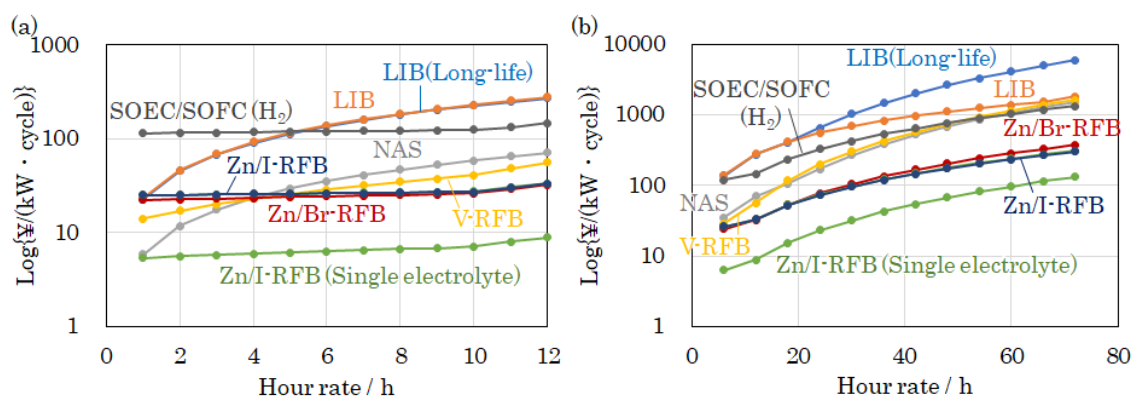 (a)
1000
100
10
1
Log{¥/(kW・cycle)}
LIB(Long-life)
LIB
SOEC/SOFC (H2)
NAS
Zn/I-RFB
Zn/Br-RFB
V-RFB
Zn/I-RFB (Single electrolyte)
0 2 4 6 8 10 12
Hour rate / h
(b)
10000
1000
100
10
1
Log{¥/(kW・cycle)}
LIB(Long-life)
SOEC/SOFC
(H2)
LIB
Zn/Br-RFB
NAS
V-RFB
Zn/I-RFB
Zn/I-RFB (Single electrolyte)
0 20 40 60 80
Hour rate / h